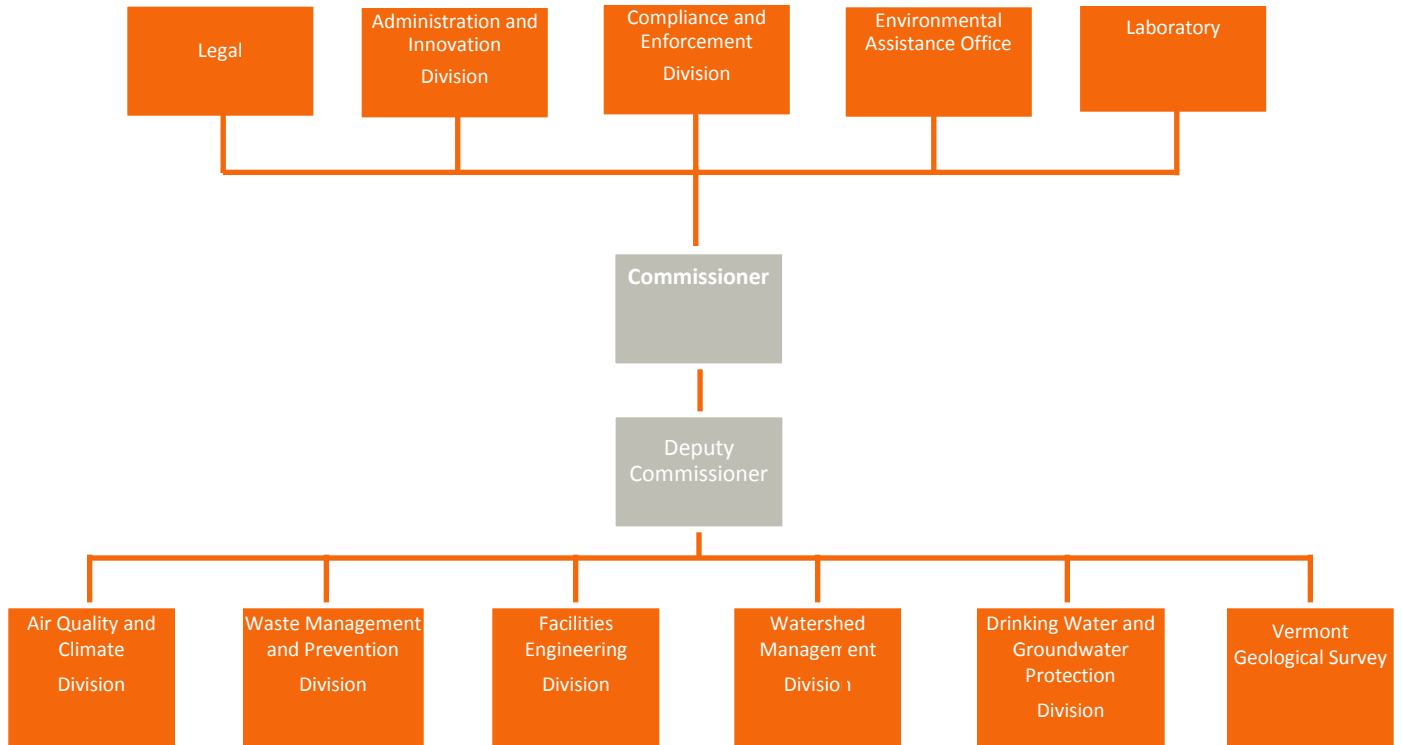 Legal
Administration and
Innovation
Division
Compliance and
Enforcement
Division
Environmental
Assistance Office
Laboratory
Commissioner
Deputy
Commissioner
Air Quality and
Climate
Division
Waste Management
and Prevention
Division
Facilities
Engineering
Division
Watershed
Management
Division
Drinking Water and
Groundwater
Protection
Division
Vermont
Geological Survey